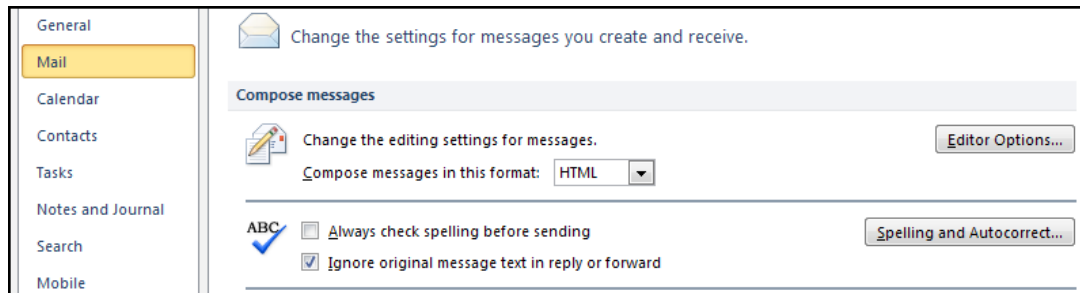 General
Mail
Calendar
Contacts
Tasks
Notes and Journal
Search
Mobile
Change the settings for messages you create and receive.
Compose messages
Change the editing settings for messages.
Editor Options...
Compose messages in this format: HTML
ABC
Always check spelling before sending
Spelling and Autocorrect...
Ignore original message text in reply or forward